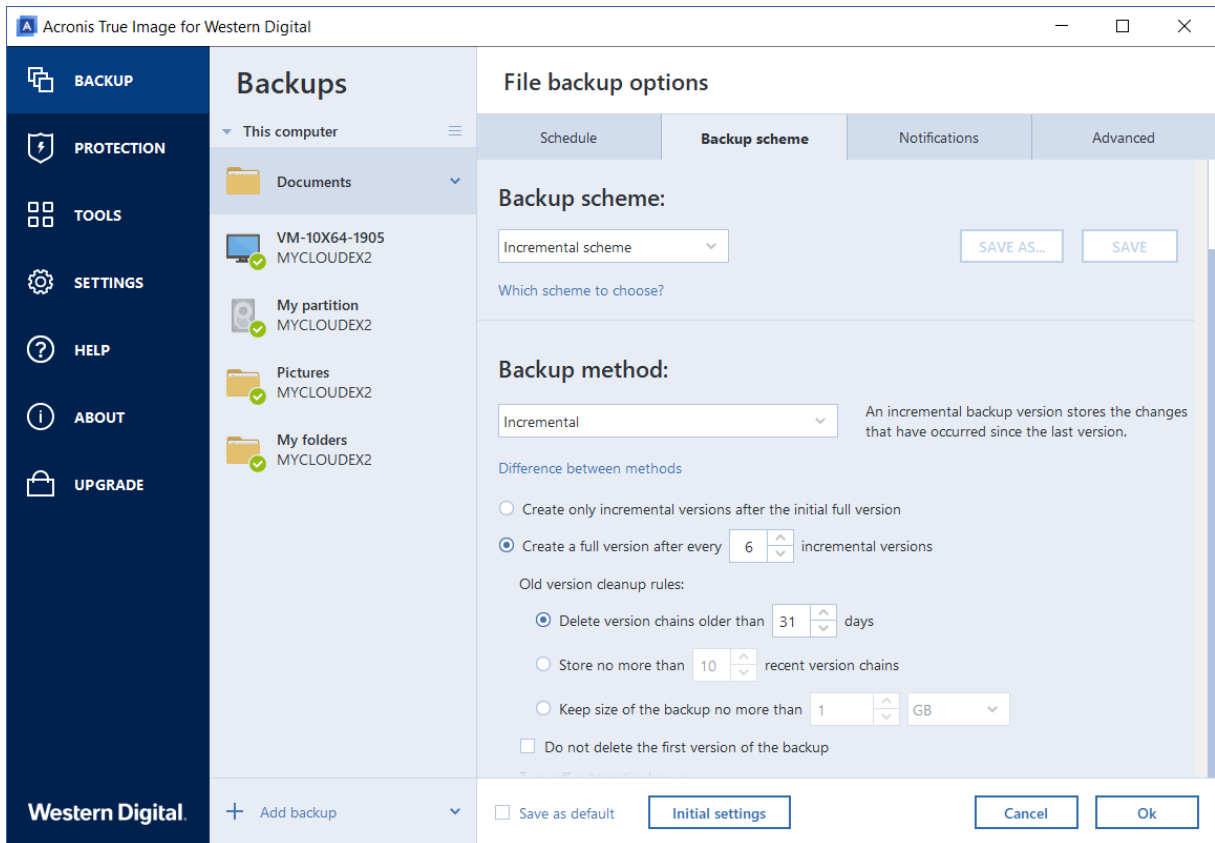 Acronis True Image for Western Digital
BACKUP
PROTECTION
TOOLS
SETTINGS
HELP
ABOUT
UPGRADE
Western Digital.
Backups
This computer
Documents
VM-10X64-1905
MYCLOUDEX2
My partition
MYCLOUDEX2
Pictures
MYCLOUDEX2
My folders
MYCLOUDEX2
Add backup
File backup options
Schedule
Backup scheme
Notifications
Advanced
Backup scheme:
Incremental scheme
SAVE AS...
SAVE
Which scheme to choose?
Backup method:
Incremental
An incremental backup version stores the changes
that have occurred since the last version.
Difference between methods
Create only incremental versions after the initial full version
Create a full version after every 6 incremental versions
Old version cleanup rules:
Delete version chains older than 31 days
Store no more than 10 recent version chains
Keep size of the backup no more than 1 GB
Do not delete the first version of the backup
Save as default
Initial settings
Cancel
Ok